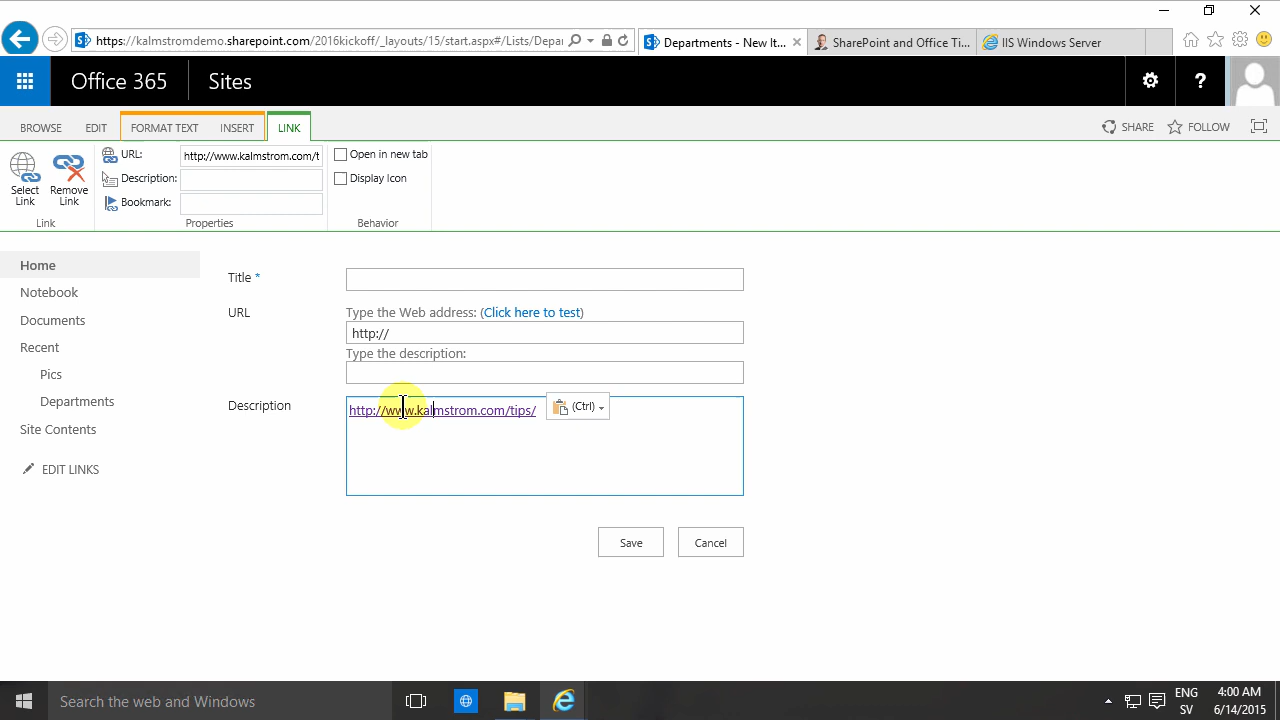 https://kalmstromdemo.sharepoint.com/2016kickoff/_layouts/15/start.aspx#/Lists/Depar
Departments - New It...
SharePoint and Office Ti...
IIS Windows Server
Office 365
Sites
?
BROWSE
EDIT
FORMAT TEXT
INSERT
LINK
SHARE
FOLLOW
Select Link
Remove Link
URL:
http://www.kalmstrom.com/t
Description:
Bookmark:
Open in new tab
Display Icon
Link
Properties
Behavior
Home
Notebook
Documents
Recent
Pics
Departments
Site Contents
EDIT LINKS
Title *
URL
Type the Web address: (Click here to test)
http://
Type the description:
Description
http://www.kalmstrom.com/tips/
(Ctrl)
Save
Cancel
Search the web and Windows
ENG
SV
4:00 AM
6/14/2015